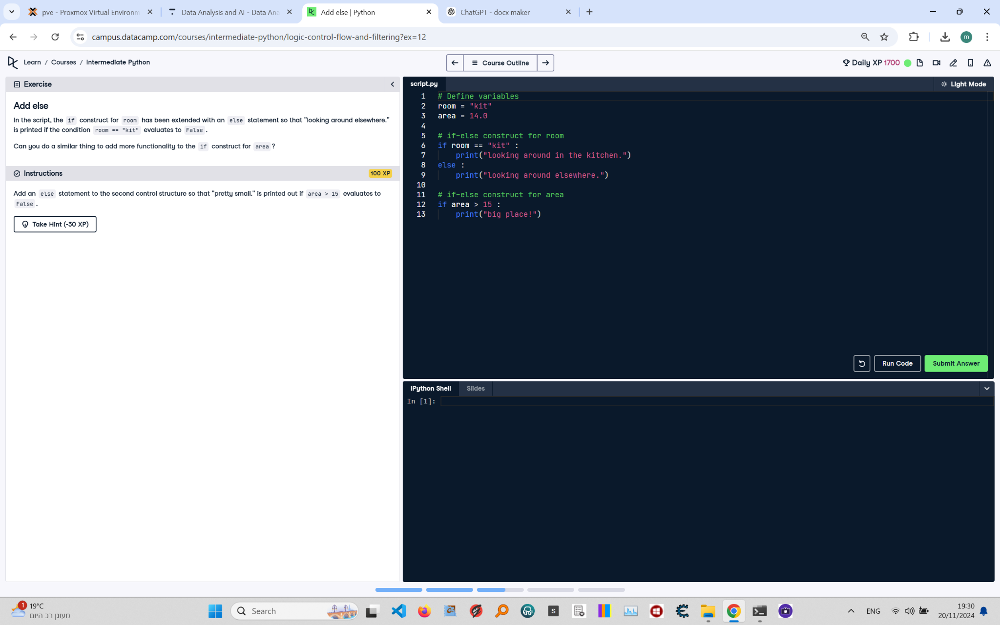 pve - Proxmox Virtual Environm
Data Analysis and AI - Data Ana
Add else | Python
ChatGPT - docx maker
campus.datacamp.com/courses/intermediate-python/logic-control-flow-and-filtering?ex=12
m
Learn / Courses / Intermediate Python
Course Outline
Daily XP 1700
Exercise
Add else
In the script, the if construct for room has been extended with an else statement so that "looking around elsewhere."
is printed if the condition room == "kit" evaluates to False .
Can you do a similar thing to add more functionality to the if construct for area ?
Instructions
100 XP
Add an else statement to the second control structure so that "pretty small." is printed out if area > 15 evaluates to
False .
Take Hint (-30 XP)
script.py
Light Mode
1 # Define variables
2 room = "kit"
3 area = 14.0
4
5 # if-else construct for room
6 if room == "kit" :
7 print("looking around in the kitchen.")
8 else :
9 print("looking around elsewhere.")
10
11 # if-else construct for area
12 if area > 15 :
13 print("big place!")
Run Code
Submit Answer
IPython Shell
Slides
In [1]:
1
19°C
מעונן רב היום
Search
S
ENG
19:30
20/11/2024